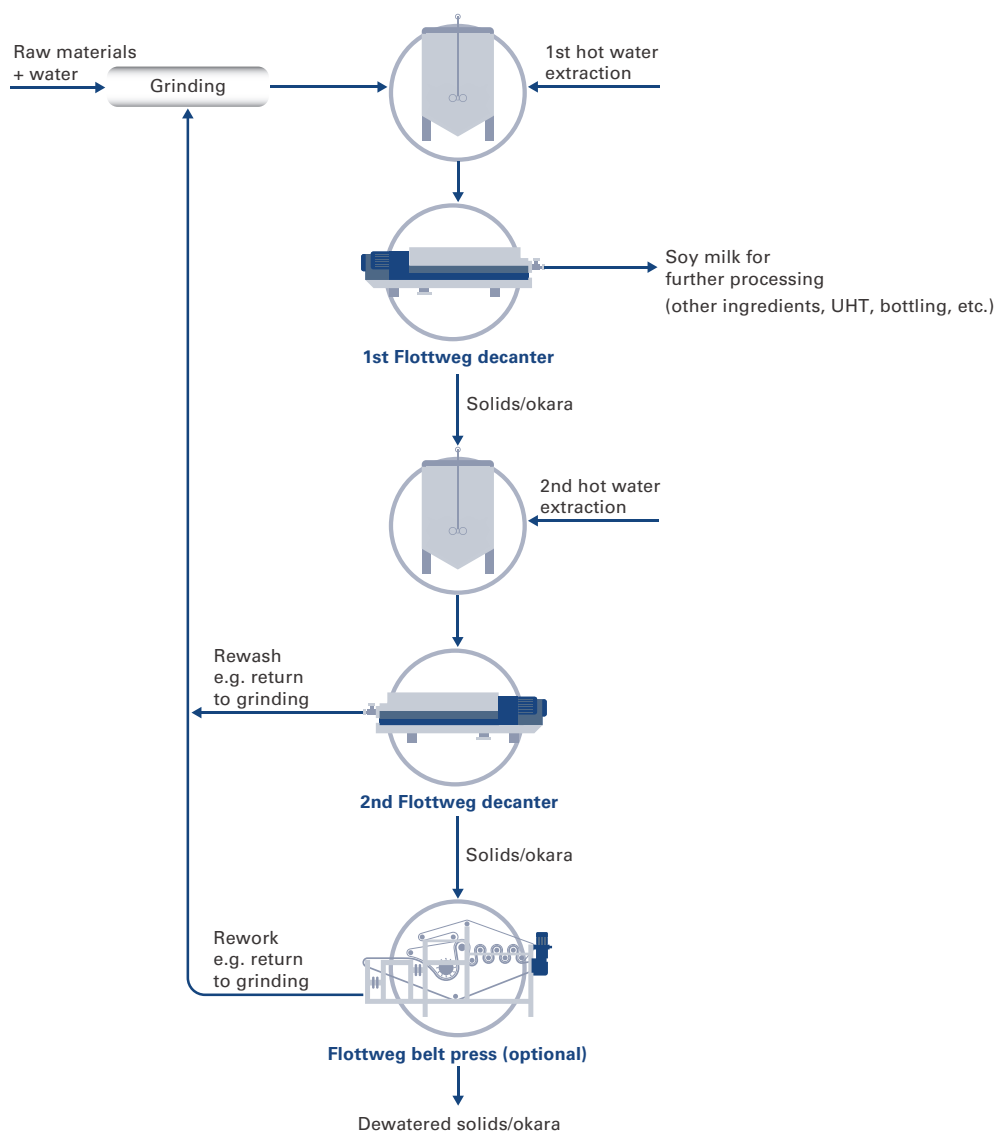 Raw materials
+ water
Grinding
1st hot water
extraction
Soy milk for
further processing
(other ingredients, UHT, bottling, etc.)
1st Flottweg decanter
Solids/okara
2nd hot water
extraction
Rewash
e.g. return
to grinding
2nd Flottweg decanter
Solids/okara
Rework
e.g. return
to grinding
Flottweg belt press (optional)
Dewatered solids/okara